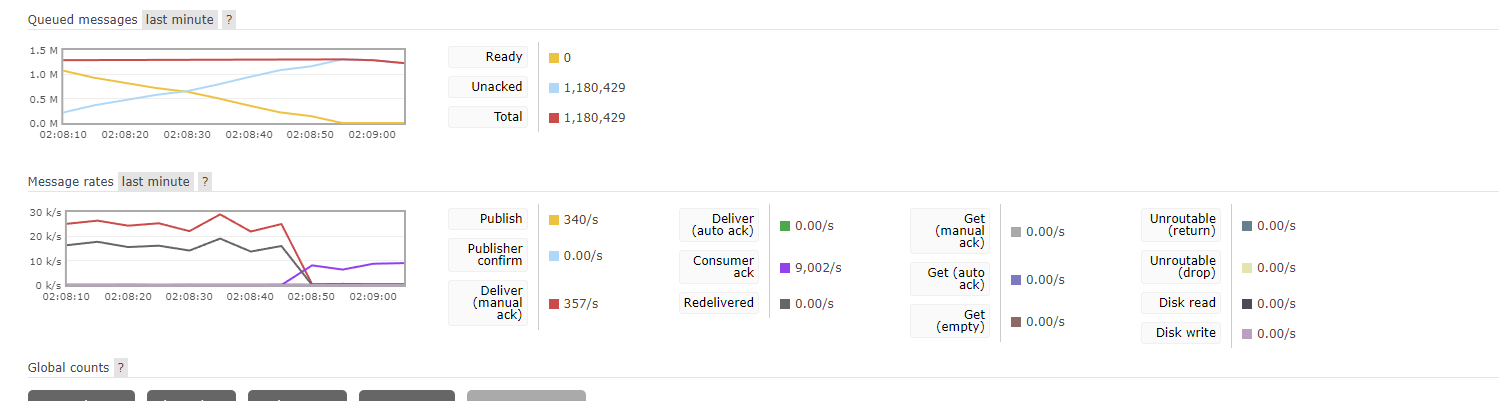 Queued messages last minute ?
1.5 M
1.0 M
0.5 M
0.0 M
02:08:10 02:08:20 02:08:30 02:08:40 02:08:50 02:09:00
Ready 0
Unacked 1,180,429
Total 1,180,429
Message rates last minute ?
30 k/s
20 k/s
10 k/s
0 k/s
02:08:10 02:08:20 02:08:30 02:08:40 02:08:50 02:09:00
Publish 340/s
Publisher
confirm 0.00/s
Deliver
(manual
ack) 357/s
Deliver
(auto ack) 0.00/s
Consumer
ack 9,002/s
Redelivered 0.00/s
Get
(manual
ack) 0.00/s
Get (auto
ack) 0.00/s
Get
(empty) 0.00/s
Unroutable
(return) 0.00/s
Unroutable
(drop) 0.00/s
Disk read 0.00/s
Disk write 0.00/s
Global counts ?